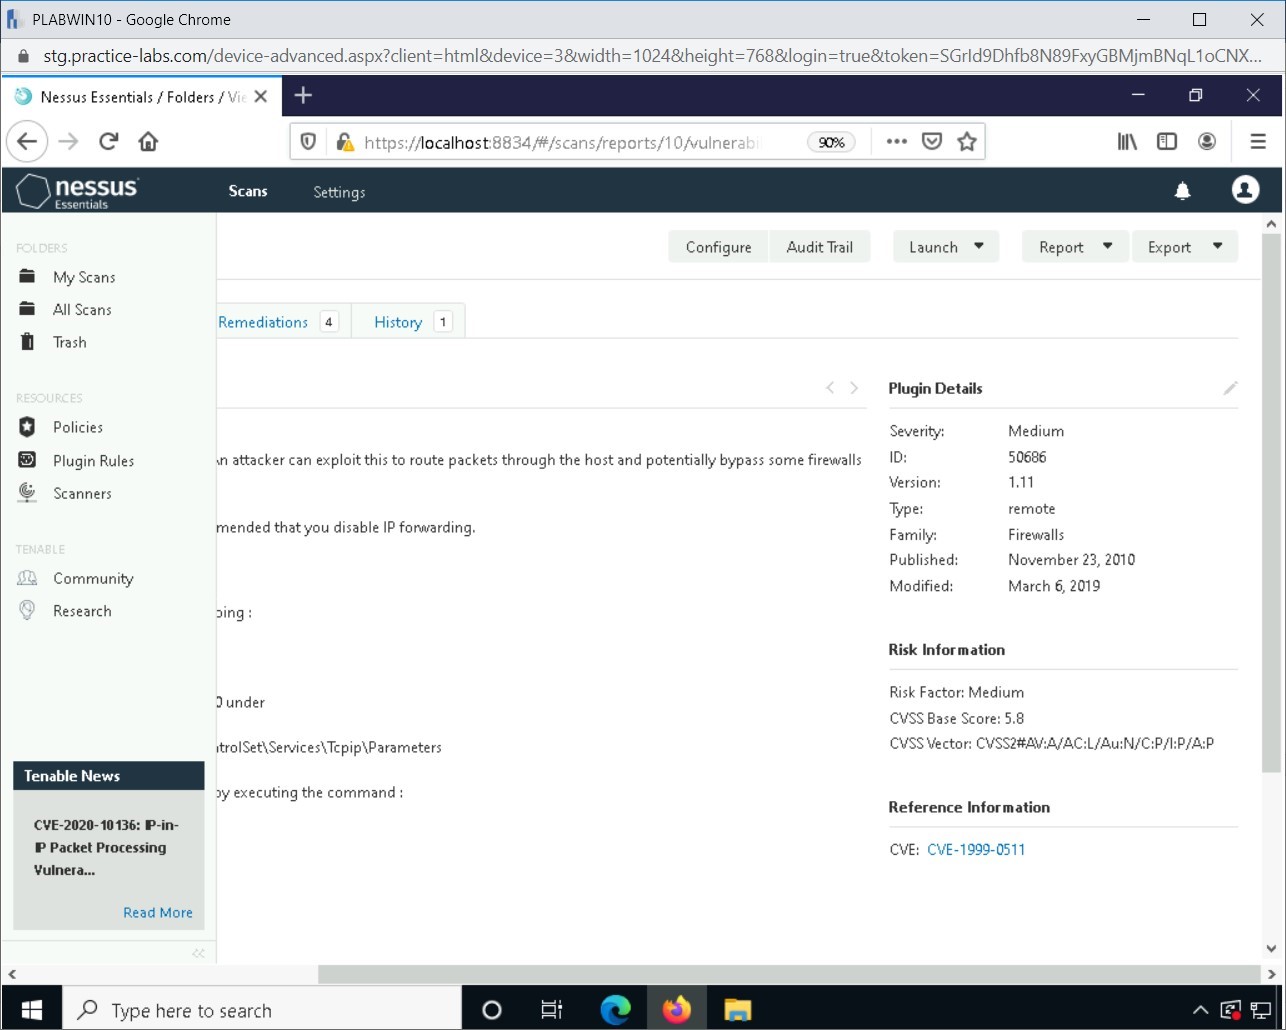 PLABWIN10 - Google Chrome
stg.practice-labs.com/device-advanced.aspx?client=html&device=3&width=1024&height=768&login=true&token=SGrId9Dhfb8N89FxyGBMjmBNqL1oCNX...
Nessus Essentials / Folders / Vie
https://localhost:8834/#/scans/reports/10/vulnerabi
90%
nessus
Essentials
Scans
Settings
FOLDERS
My Scans
All Scans
Trash
RESOURCES
Policies
Plugin Rules
Scanners
TENABLE
Community
Research
Tenable News
CVE-2020-10136: IP-in-
IP Packet Processing
Vulnera...
Read More
Configure
Audit Trail
Launch
Report
Export
Remediations 4
History 1
An attacker can exploit this to route packets through the host and potentially bypass some firewalls
mended that you disable IP forwarding.
oing :
0 under
ntrolSet\Services\Tcpip\Parameters
by executing the command :
Plugin Details
Severity: Medium
ID: 50686
Version: 1.11
Type: remote
Family: Firewalls
Published: November 23, 2010
Modified: March 6, 2019
Risk Information
Risk Factor: Medium
CVSS Base Score: 5.8
CVSS Vector: CVSS2#AV:A/AC:L/Au:N/C:P/I:P/A:P
Reference Information
CVE: CVE-1999-0511
Type here to search